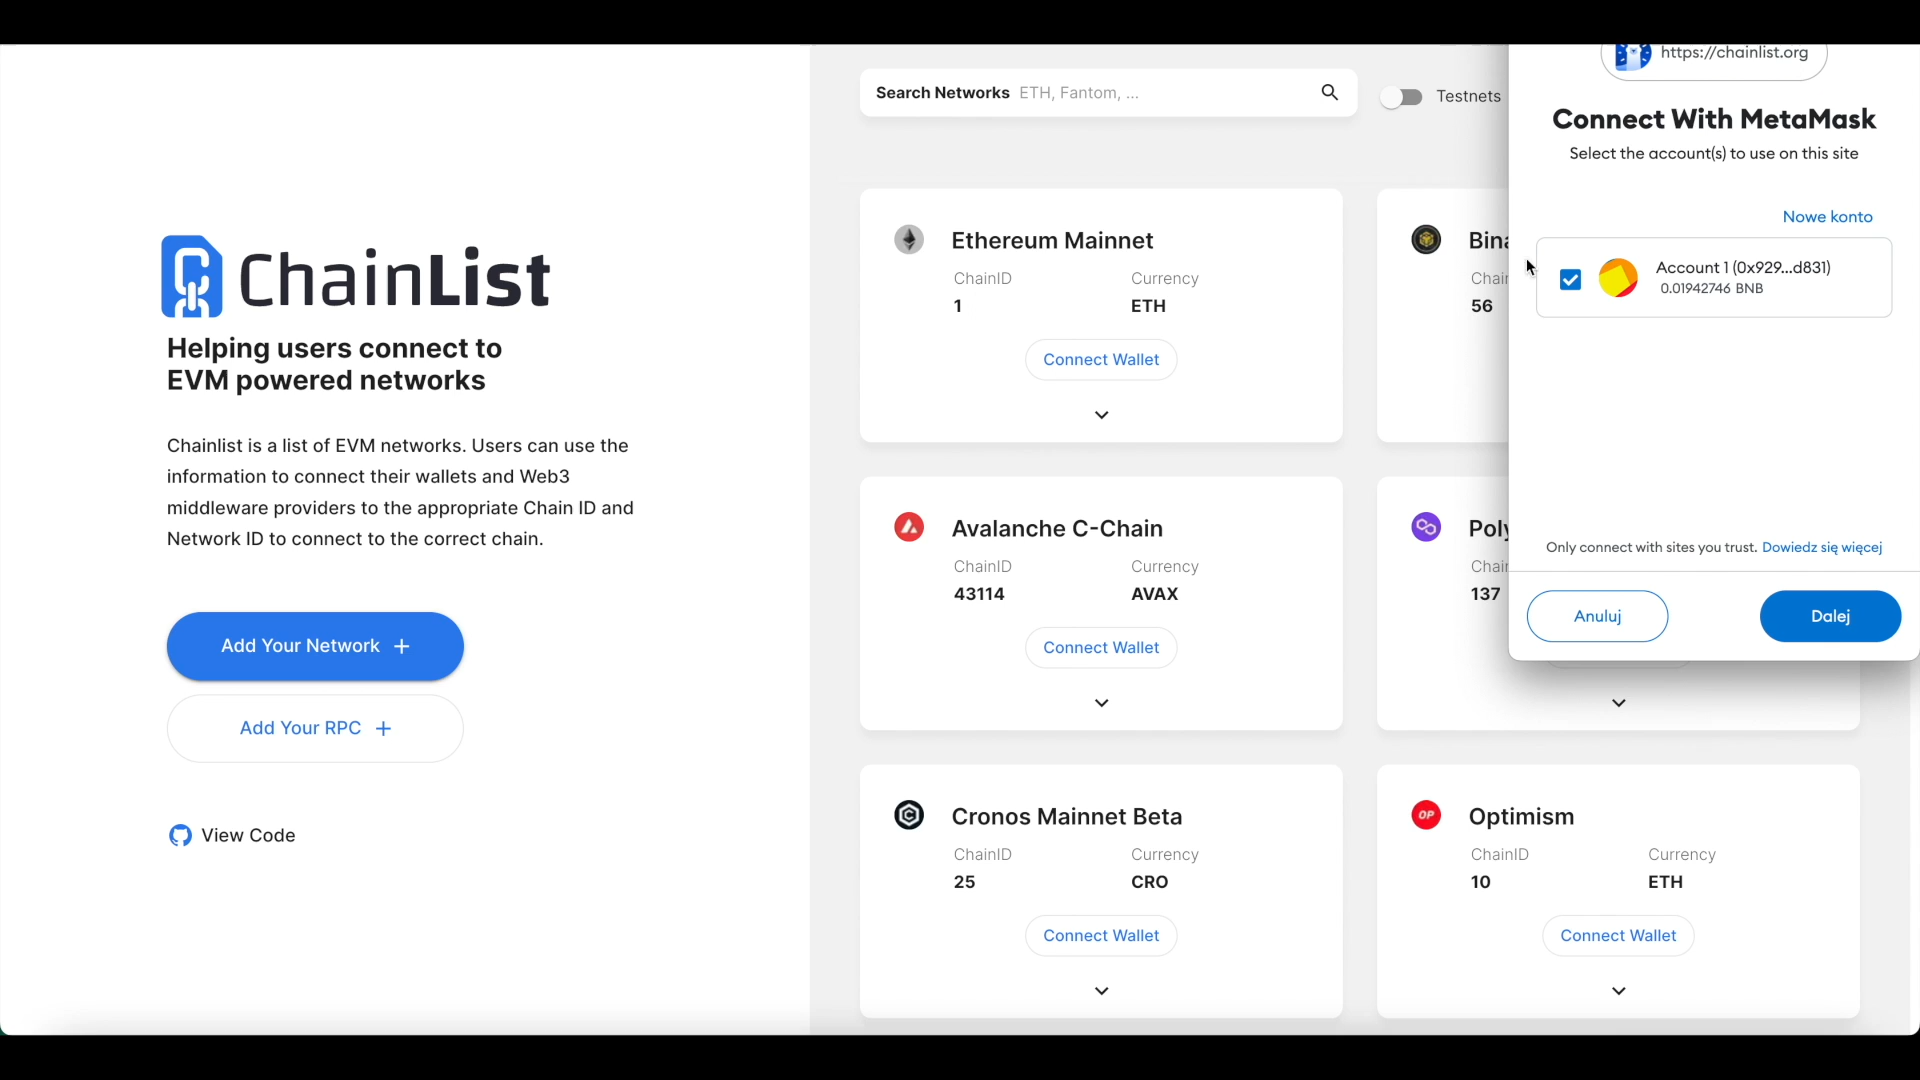 ChainList
Helping users connect to
EVM powered networks
Chainlist is a list of EVM networks. Users can use the
information to connect their wallets and Web3
middleware providers to the appropriate Chain ID and
Network ID to connect to the correct chain.
Add Your Network +
Add Your RPC +
View Code
Search Networks ETH, Fantom, ...
Testnets
Ethereum Mainnet
ChainID Currency
1 ETH
Connect Wallet
Bina
Chain
56
Avalanche C-Chain
ChainID Currency
43114 AVAX
Connect Wallet
Poly
Chain
137
Cronos Mainnet Beta
ChainID Currency
25 CRO
Connect Wallet
OP
Optimism
ChainID Currency
10 ETH
Connect Wallet
https://chainlist.org
Connect With MetaMask
Select the account(s) to use on this site
Nowe konto
Account 1 (0x929...d831)
0.01942746 BNB
Only connect with sites you trust. Dowiedz się więcej
Anuluj
Dalej